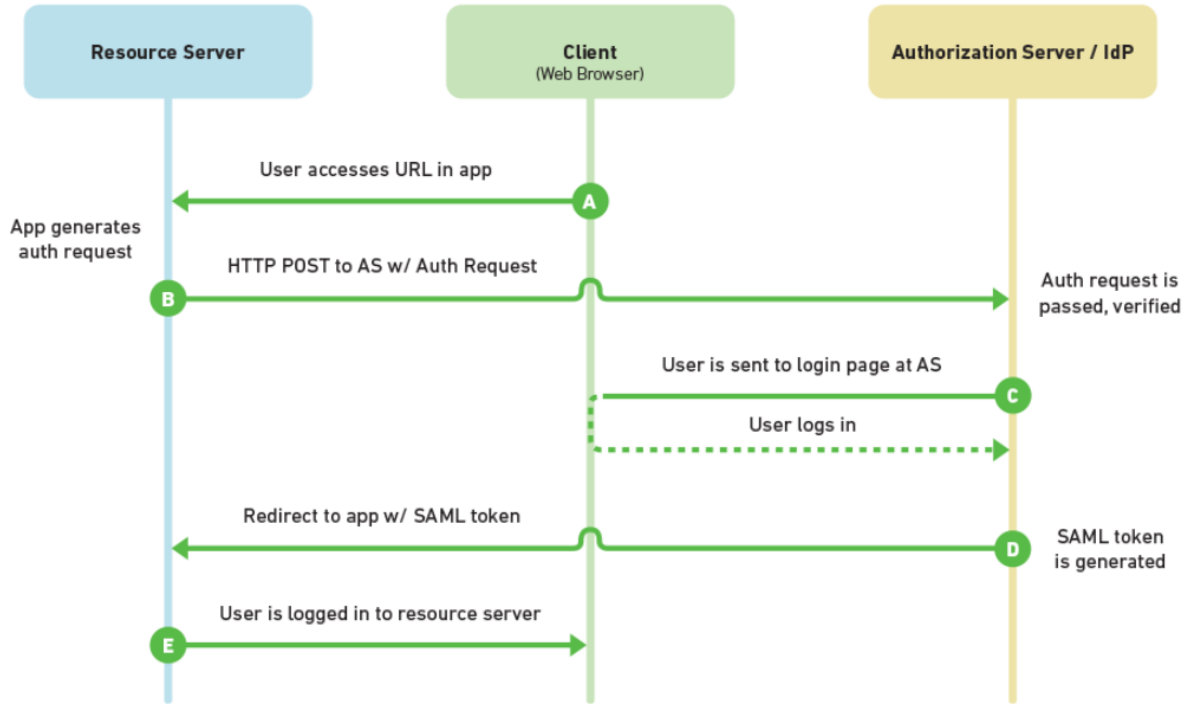 Resource Server
Client
(Web Browser)
Authorization Server / IdP
User accesses URL in app
A
App generates
auth request
HTTP POST to AS w/ Auth Request
B
Auth request is
passed, verified
User is sent to login page at AS
C
User logs in
Redirect to app w/ SAML token
D
SAML token
is generated
User is logged in to resource server
E